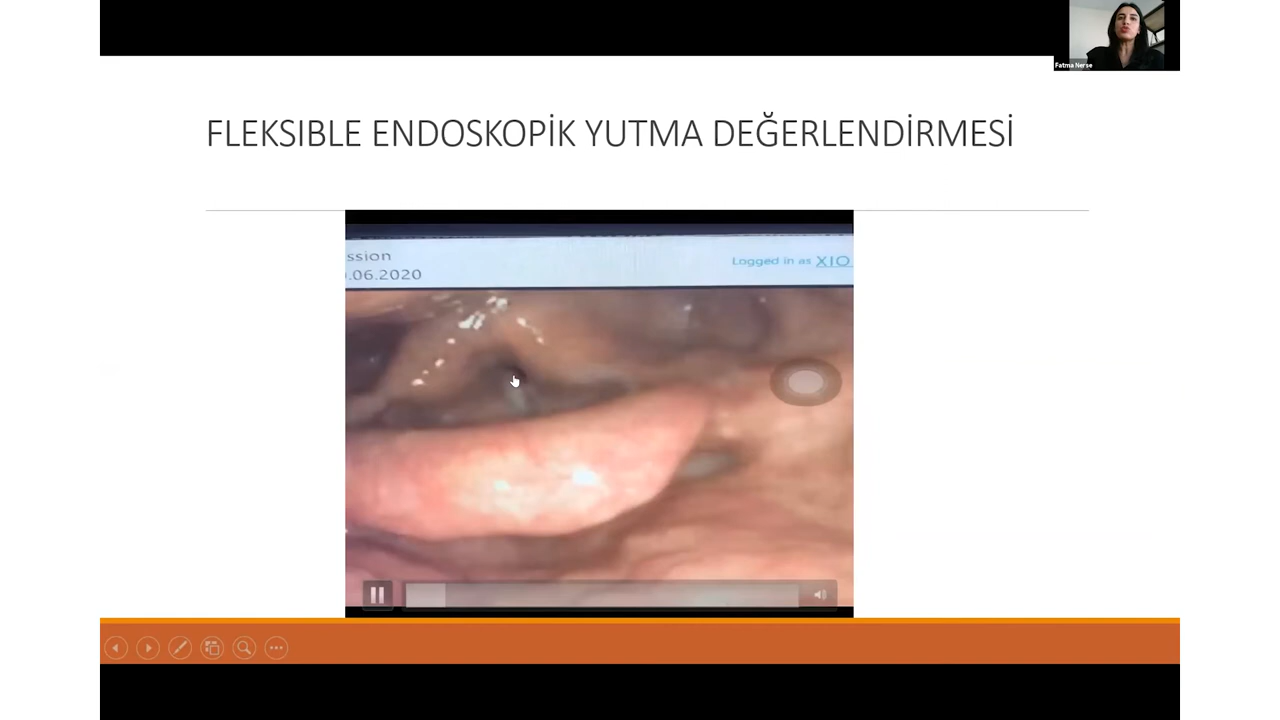 Fatma Nerse
FLEKSIBLE ENDOSKOPİK YUTMA DEĞERLENDİRMESİ
ssion
.06.2020
Logged in as XIO